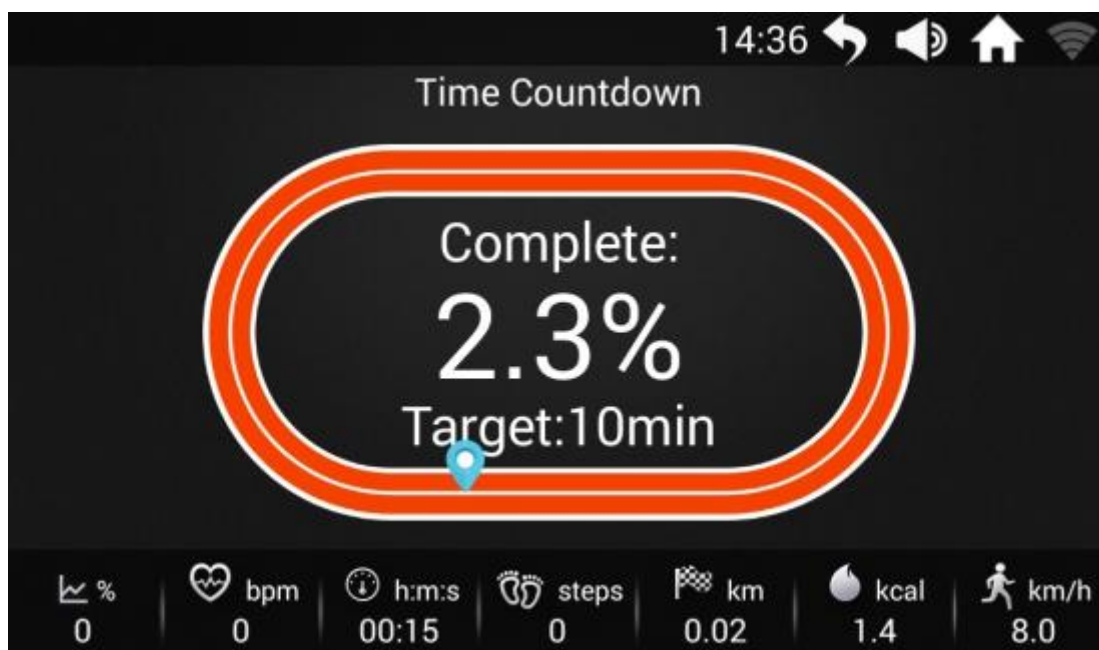 14:36
Time Countdown
Complete:
2.3%
Target:10min
% bpm h:m:s steps km kcal km/h
0 0 00:15 0 0.02 1.4 8.0